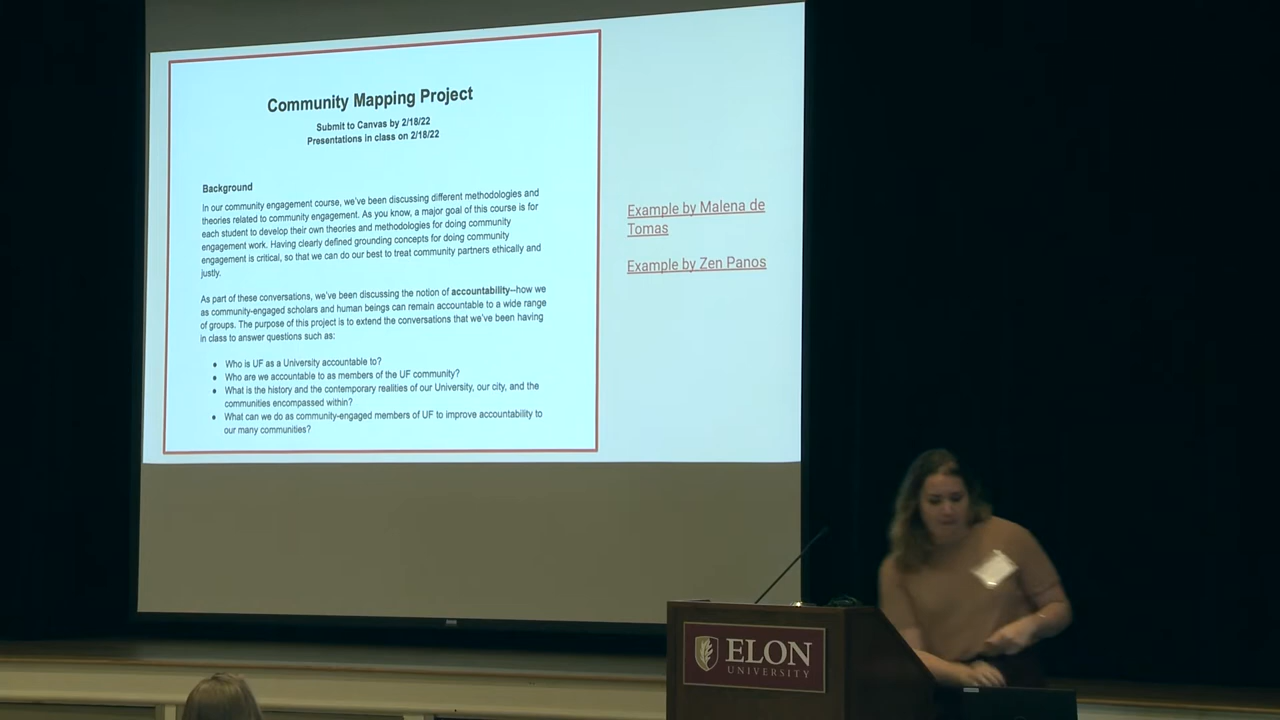 Community Mapping Project
Submit to Canvas by 2/18/22
Presentations in class on 2/18/22
Background
In our community engagement course, we've been discussing different methodologies and
theories related to community engagement. As you know, a major goal of this course is for
each student to develop their own theories and methodologies for doing community
engagement work. Having clearly defined grounding concepts for doing community
engagement is critical, so that we can do our best to treat community partners ethically and
justly.
As part of these conversations, we've been discussing the notion of accountability--how we
as community-engaged scholars and human beings can remain accountable to a wide range
of groups. The purpose of this project is to extend the conversations that we've been having
in class to answer questions such as:
• Who is UF as a University accountable to?
• Who are we accountable to as members of the UF community?
• What is the history and the contemporary realities of our University, our city, and the
communities encompassed within?
• What can we do as community-engaged members of UF to improve accountability to
our many communities?
Example by Malena de
Tomas
Example by Zen Panos
ELON
UNIVERSITY